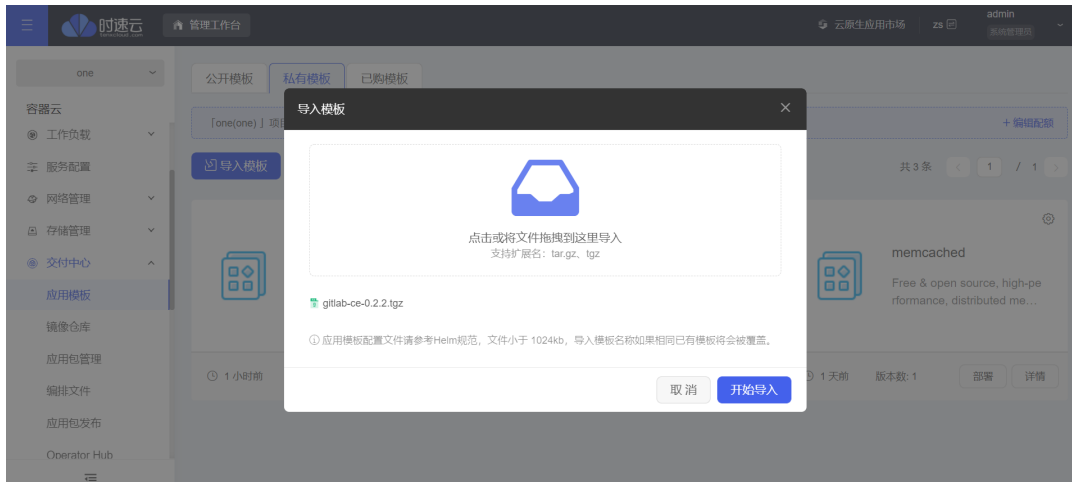 时速云
管理工作台
云原生应用市场
zs
admin
系统管理员
one
公开模板
私有模板
已购模板
容器云
工作负载
服务配置
网络管理
存储管理
交付中心
应用模板
镜像仓库
应用包管理
编排文件
应用包发布
Operator Hub
「one(one) 」项
+ 编辑配额
导入模板
共 3 条
1 / 1
导入模板
点击或将文件拖拽到这里导入
支持扩展名：tar.gz、tgz
gitlab-ce-0.2.2.tgz
应用模板配置文件请参考Helm规范，文件小于 1024kb，导入模板名称如果相同已有模板将会被覆盖。
取 消
开始导入
memcached
Free & open source, high-pe
rformance, distributed me…
1 小时前
1 天前
版本数: 1
部署
详情